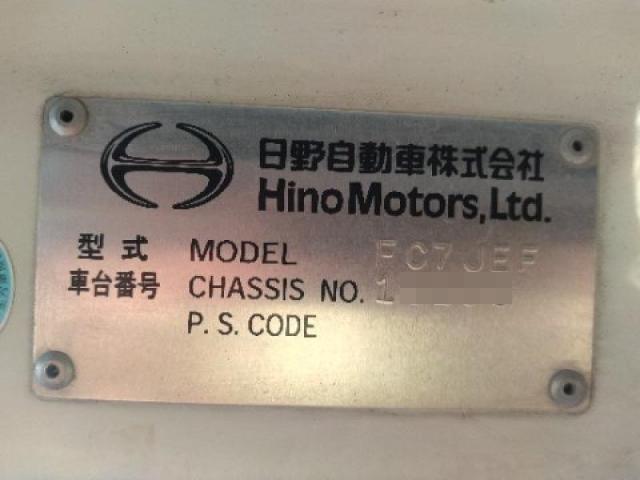 日野自動車株式会社
Hino Motors, Ltd.
型式 MODEL FC7JEF
車台番号 CHASSIS NO. 1
P.S. CODE